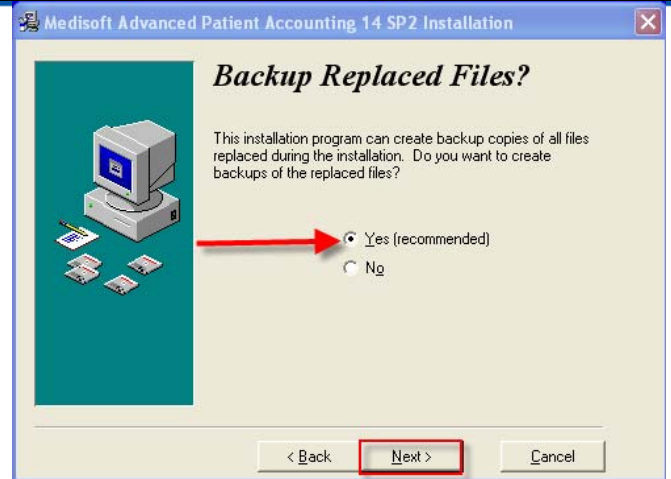 Medisoft Advanced Patient Accounting 14 SP2 Installation
Backup Replaced Files?
This installation program can create backup copies of all files
replaced during the installation. Do you want to create
backups of the replaced files?
Yes (recommended)
No
< Back Next > Cancel